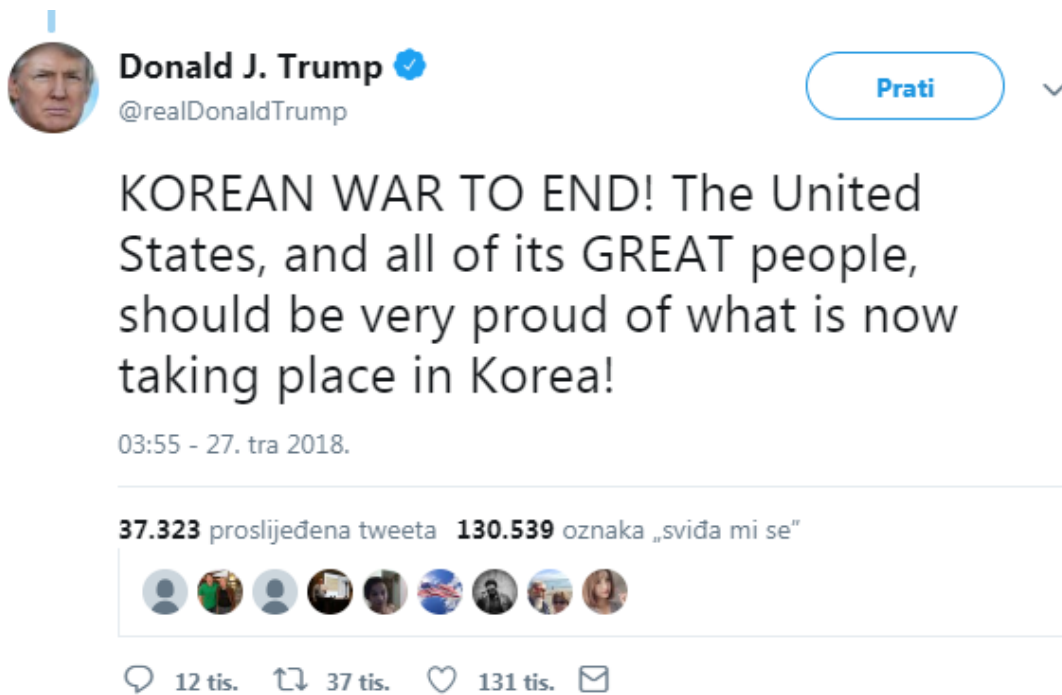 Donald J. Trump
@realDonaldTrump
Prati
KOREAN WAR TO END! The United
States, and all of its GREAT people,
should be very proud of what is now
taking place in Korea!
03:55 - 27. tra 2018.
37.323 proslijeđena tweeta 130.539 oznaka „sviđa mi se”
12 tis. 37 tis. 131 tis.